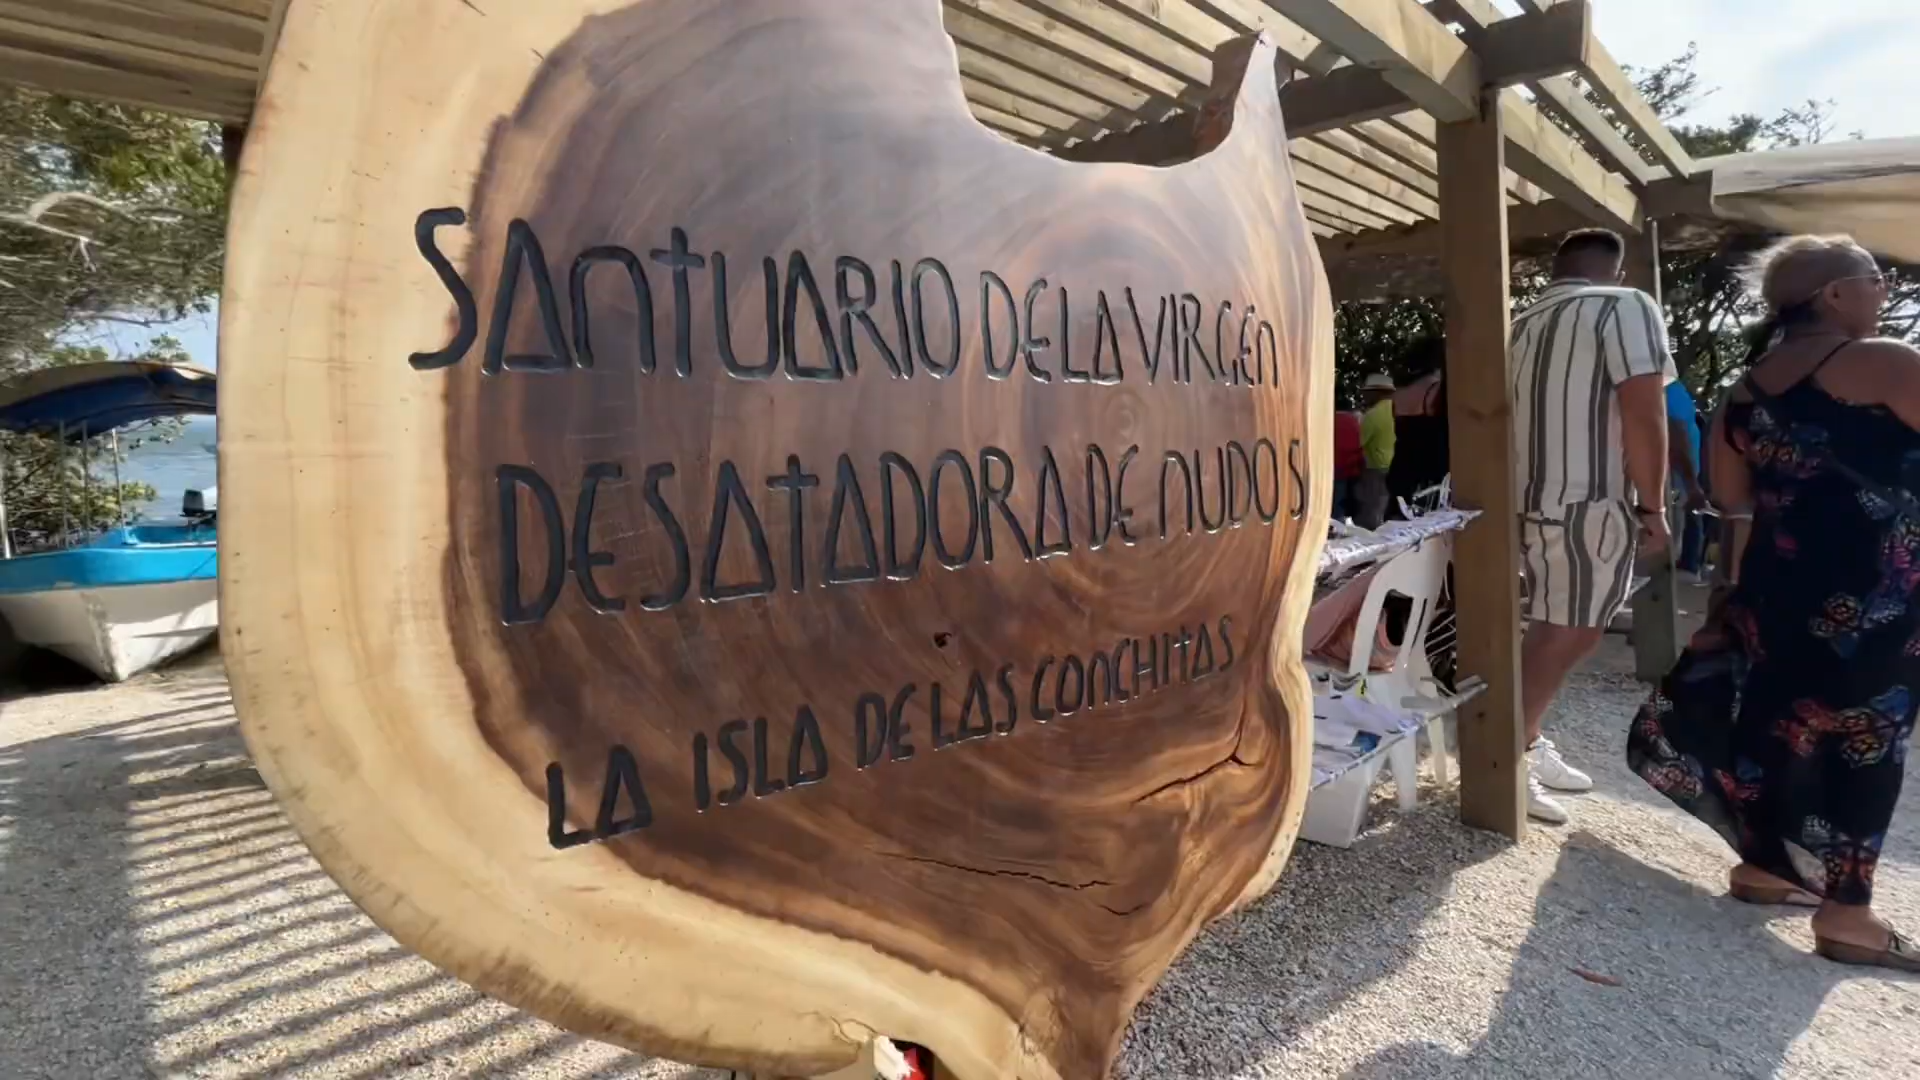 SANTUARIO DE LA VIRGEN
DESATADORA DE NUDOS
LA ISLA DE LAS CONCHITAS